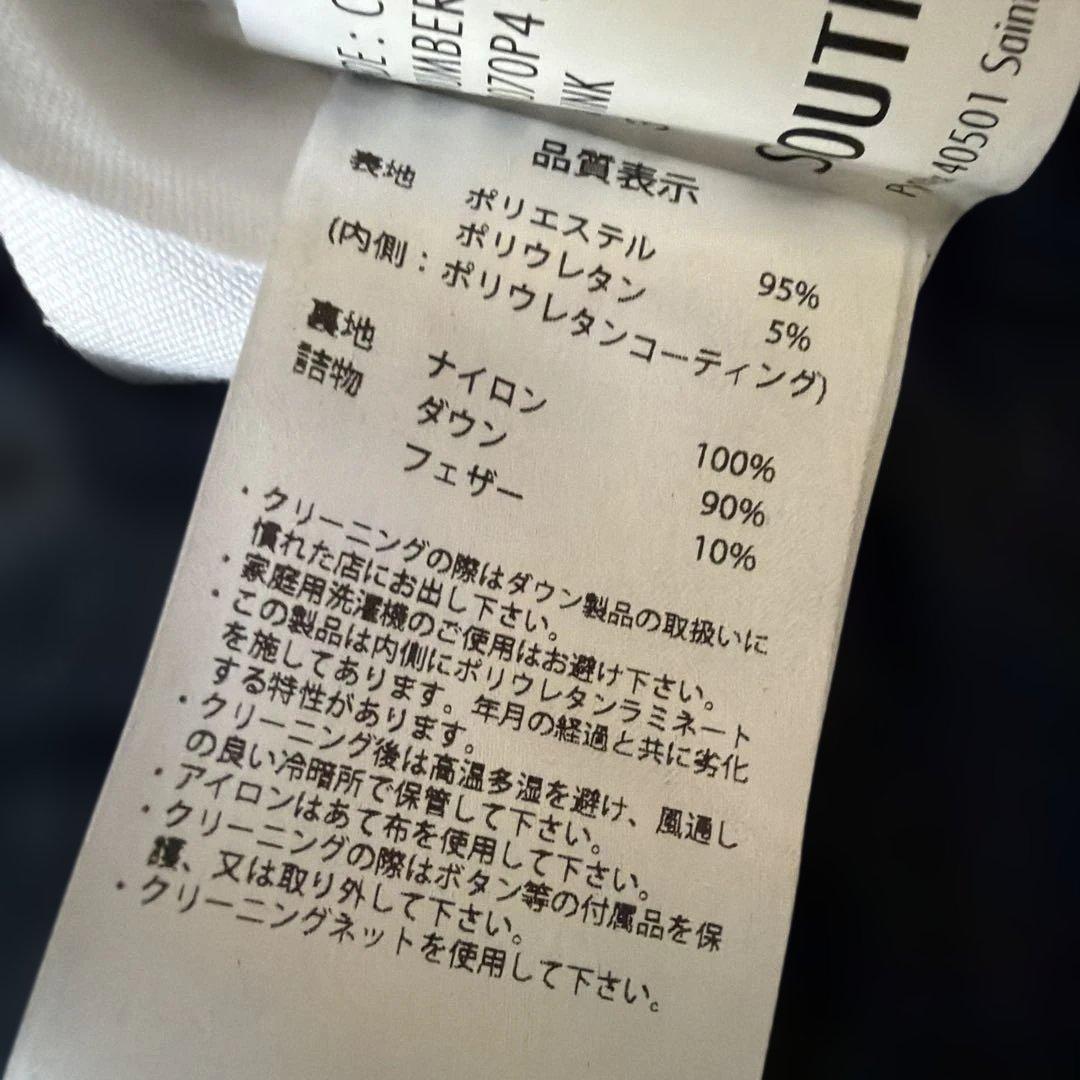 070P4
SOUTH
40501 Sain
品質表示
表地 ポリエステル 95%
ポリウレタン 5%
(内側：ポリウレタンコーティング)
裏地 ナイロン 100%
詰物 ダウン 90%
フェザー 10%
・クリーニングの際はダウン製品の取扱いに
慣れた店にお出し下さい。
・家庭用洗濯機のご使用はお避け下さい。
・この製品は内側にポリウレタンラミネート
を施してあります。年月の経過と共に劣化
する特性があります。
・クリーニング後は高温多湿を避け、風通し
の良い冷暗所で保管して下さい。
・アイロンはあて布を使用して下さい。
・クリーニングの際はボタン等の付属品を保
護、又は取り外して下さい。
・クリーニングネットを使用して下さい。